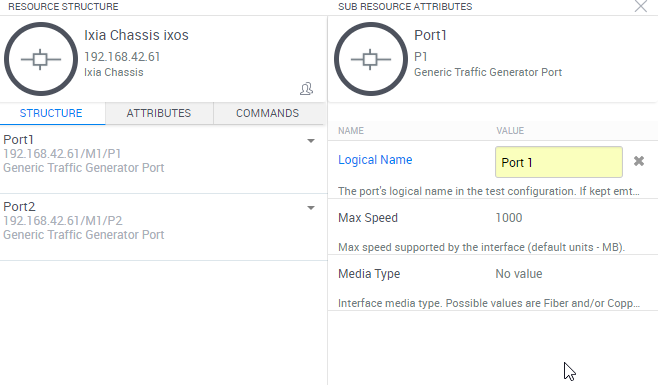 RESOURCE STRUCTURE
Ixia Chassis ixos
192.168.42.61
Ixia Chassis
STRUCTURE
ATTRIBUTES
COMMANDS
Port1
192.168.42.61/M1/P1
Generic Traffic Generator Port
Port2
192.168.42.61/M1/P2
Generic Traffic Generator Port
SUB RESOURCE ATTRIBUTES
Port1
P1
Generic Traffic Generator Port
NAME VALUE
Logical Name Port 1
The port's logical name in the test configuration. If kept emt...
Max Speed 1000
Max speed supported by the interface (default units - MB).
Media Type No value
Interface media type. Possible values are Fiber and/or Copp...